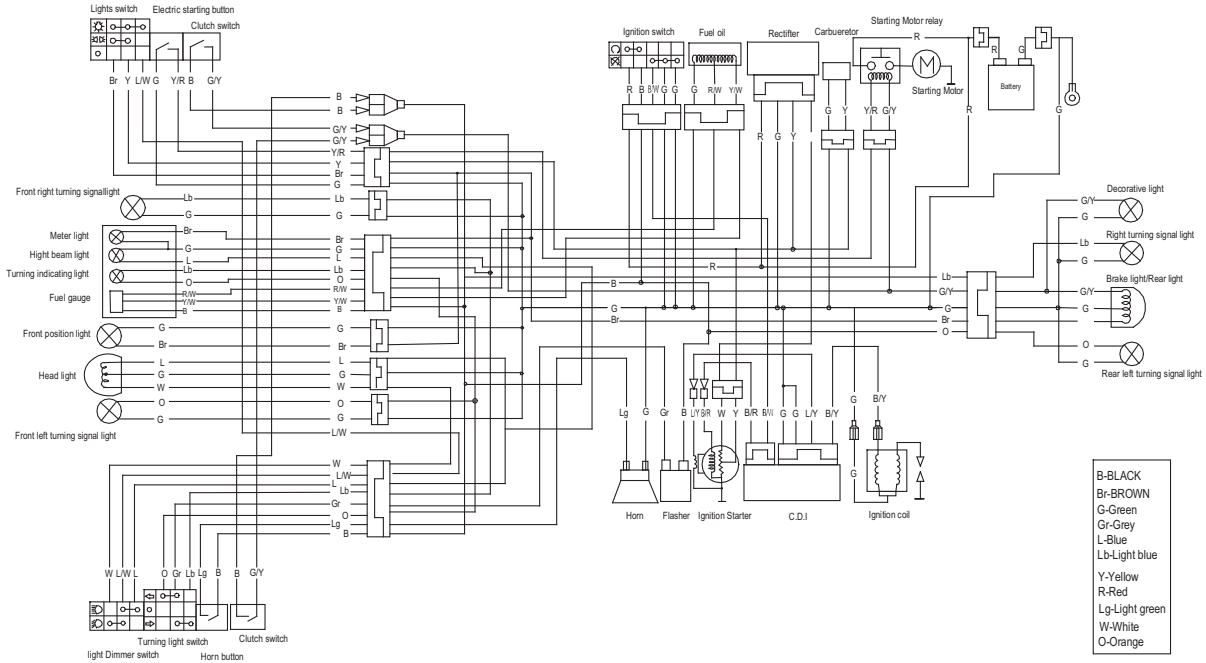 Lights switch
Electric starting button
Clutch switch
Br Y L/W G Y/R B G/Y
Ignition switch
Fuel oil
Rectifter
Carbueretor
Starting Motor relay
R
Starting Motor
M
Battery
R
G
R B B/W G G
G R/W Y/W
R G Y
G Y
Y/R G/Y
R
G
B
B
G/Y
G/Y
Y/R
Y
Br
G
Front right turning signallight
Lb
G
Lb
G
Meter light
Hight beam light
Turning indicating light
Fuel gauge
Br
G
L
Lb
O
R/W
Y/W
B
Br
G
L
Lb
O
R/W
Y/W
B
Front position light
G
Br
G
Br
Head light
L
G
W
L
G
W
Front left turning signal light
O
G
O
G
L/W
W
L/W
L
Lb
Gr
O
Lg
B
R
B
G
Br
Lb
G/Y
G
Br
O
Decorative light
G/Y
G
Right turning signal light
Lb
G
Brake light/Rear light
G/Y
G
O
G
Rear left turning signal light
Lg G Gr B L/Y B/R W Y B/R B/W G G L/Y B/Y
G B/Y
G
Horn
Flasher
Ignition Starter
C.D.I
Ignition coil
W L/W L O Gr Lb Lg B B G/Y
Turning light switch
Clutch switch
light Dimmer switch
Horn button
B-BLACK
Br-BROWN
G-Green
Gr-Grey
L-Blue
Lb-Light blue
Y-Yellow
R-Red
Lg-Light green
W-White
O-Orange